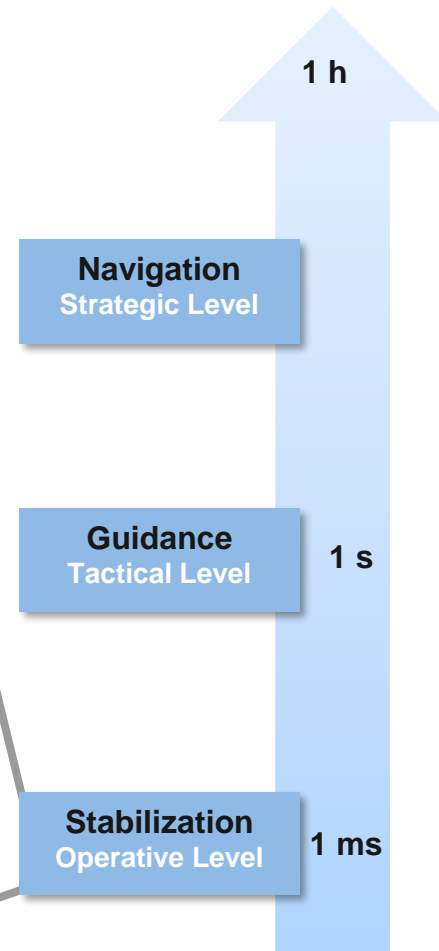 1 h
Navigation
Strategic Level
Guidance
Tactical Level
1 s
Stabilization
Operative Level
1 ms